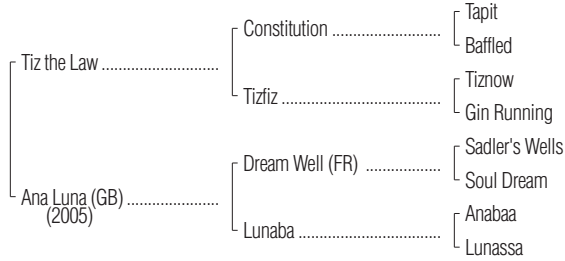 Tapit
Constitution
Baffled
Tiz the Law
Tiznow
Tizfiz
Gin Running
Sadler's Wells
Dream Well (FR)
Soul Dream
Ana Luna (GB)
(2005)
Anabaa
Lunaba
Lunassa